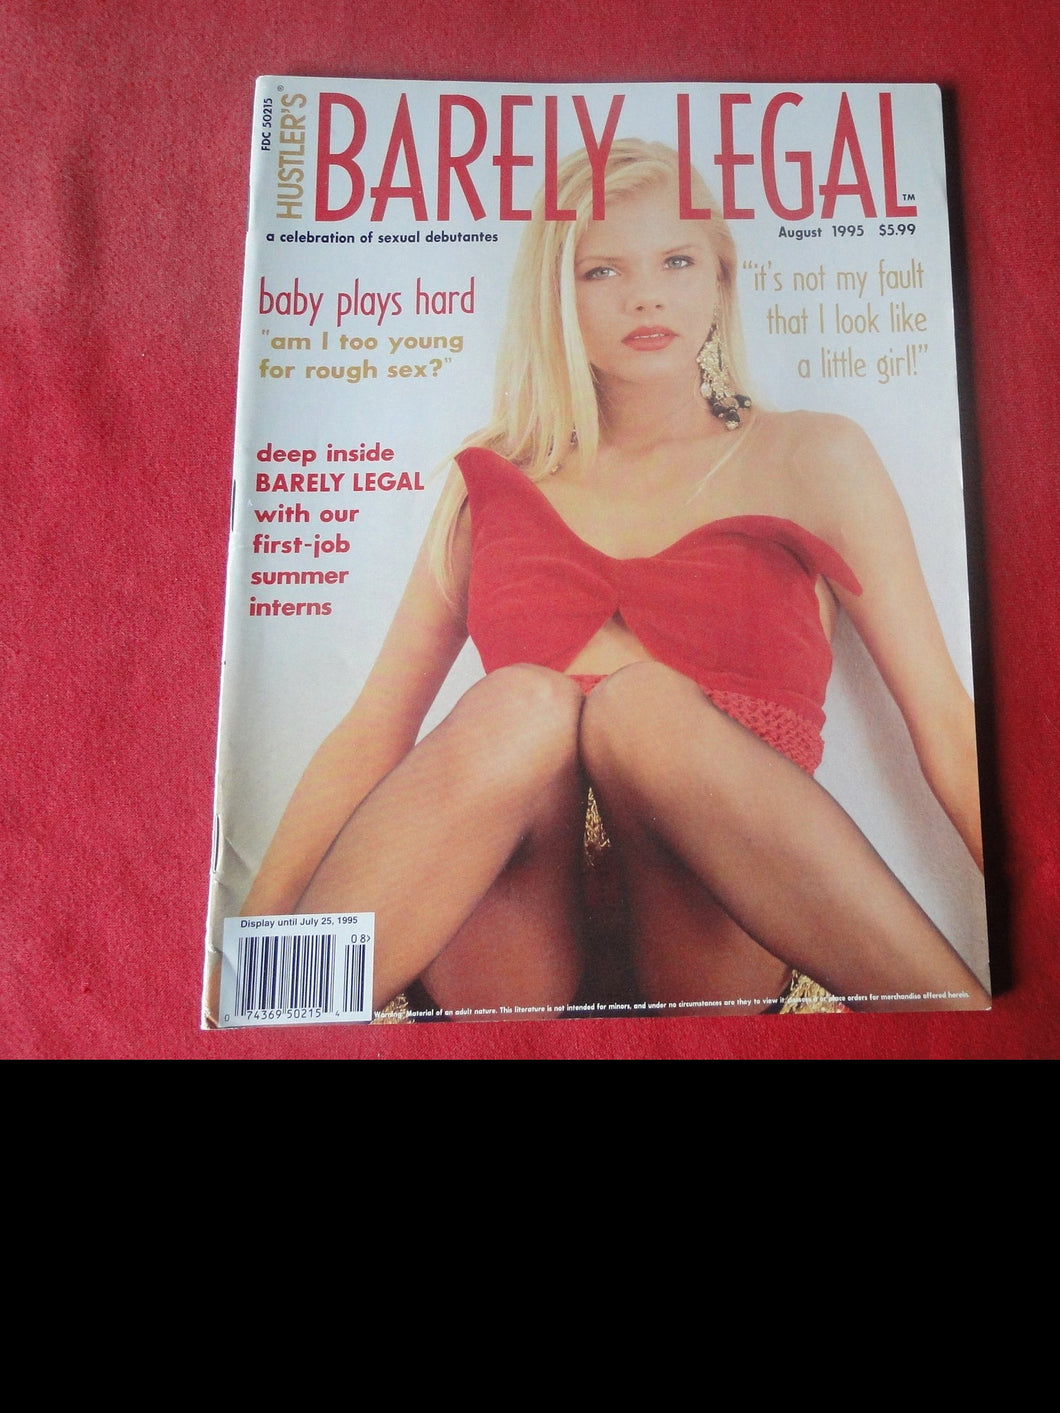 FDC 50215
HUSTLER'S®
BARELY LEGAL™
a celebration of sexual debutantes
August 1995 $5.99
baby plays hard
"am I too young
for rough sex?"
"it's not my fault
that I look like
a little girl!"
deep inside
BARELY LEGAL
with our
first-job
summer
interns
Display until July 25, 1995
08>
0 74369 50215 4
Warning: Material of an adult nature. This literature is not intended for minors, and under no circumstances are they to view it, possess it or place orders for merchandise offered herein.